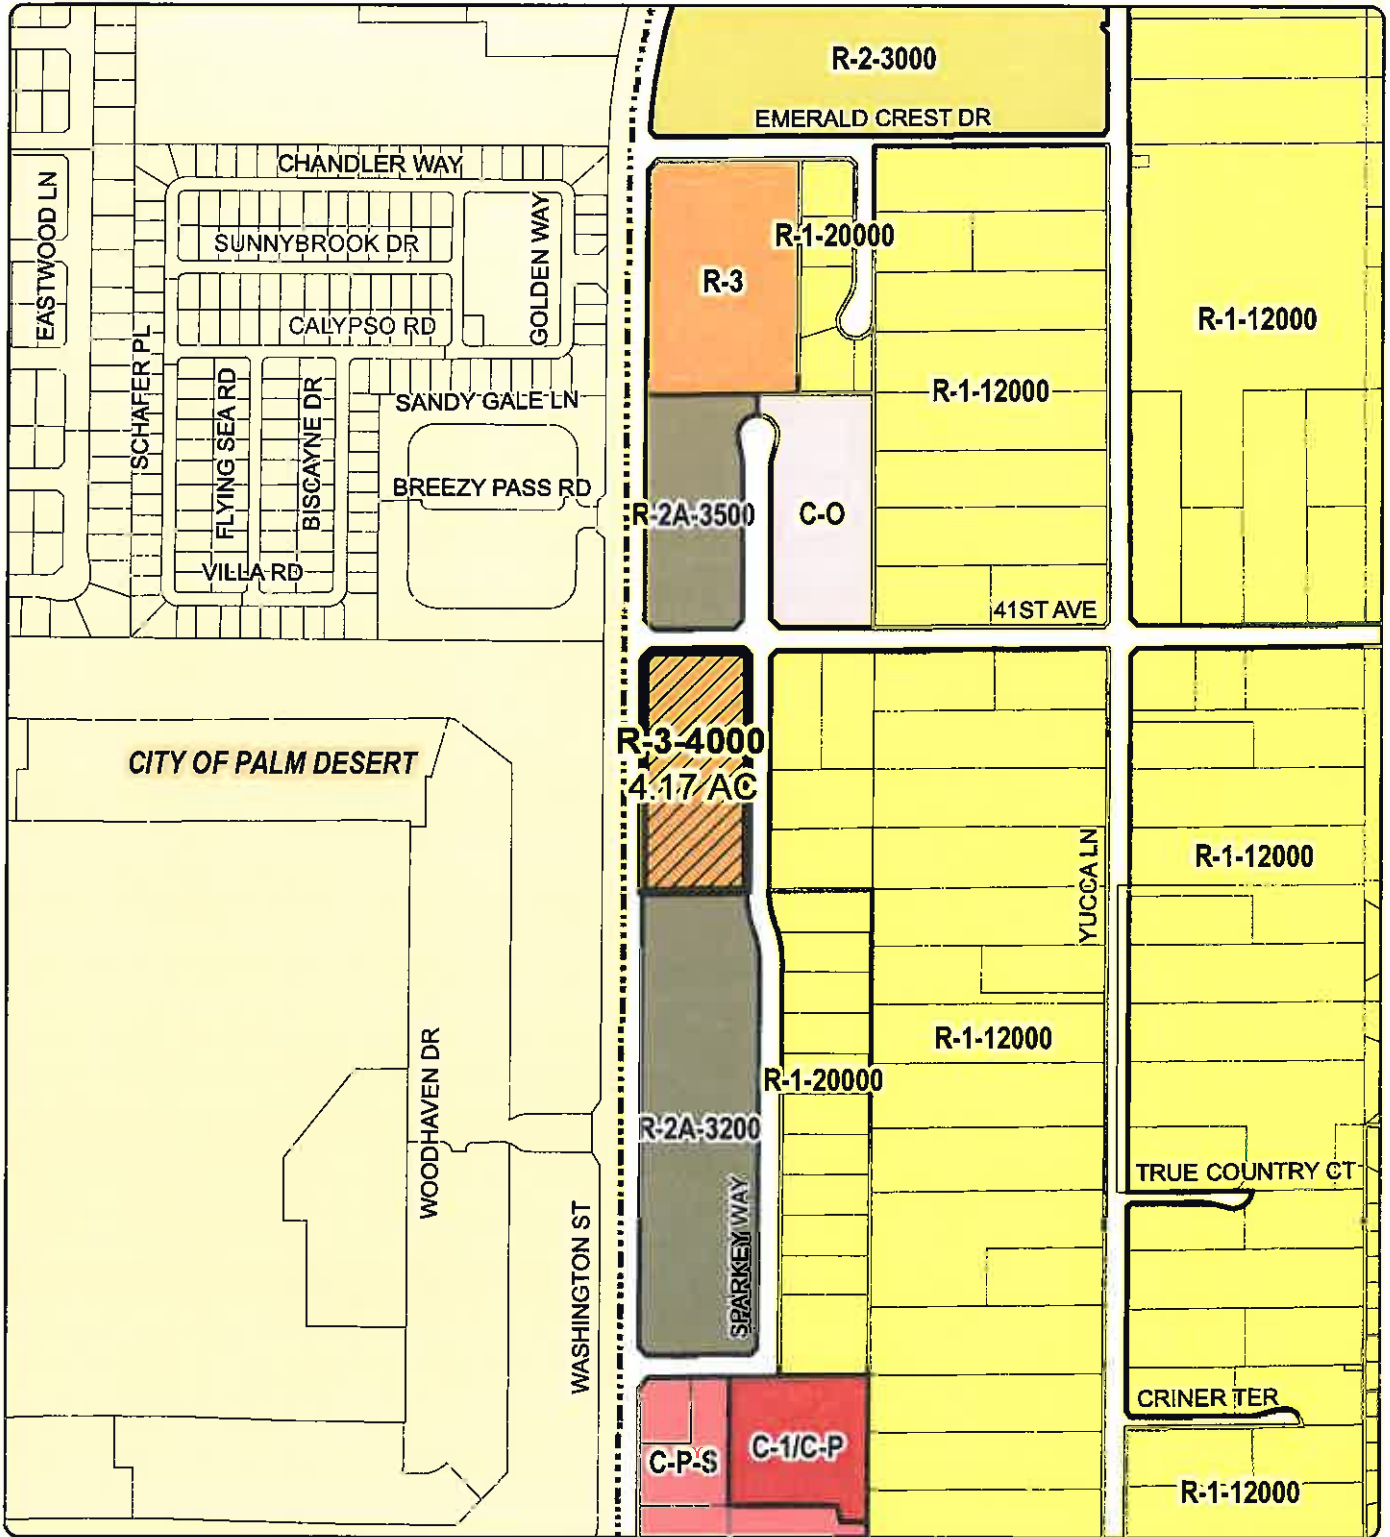 R-2-3000
EMERALD CREST DR
CHANDLER WAY
EASTWOOD LN
SUNNYBROOK DR
GOLDEN WAY
R-1-20000
R-3
CALYPSO RD
R-1-12000
SCHAFER PL
FLYING SEA RD
BISCAYNE DR
SANDY GALE LN
R-1-12000
BREEZY PASS RD
R-2A-3500
C-O
VILLA RD
41ST AVE
CITY OF PALM DESERT
R-3-4000
4.17 AC
YUCCA LN
R-1-12000
WOODHAVEN DR
R-1-12000
R-1-20000
R-2A-3200
TRUE COUNTRY CT
WASHINGTON ST
SPARKEY WAY
CRINER TER
C-P-S
C-1/C-P
R-1-12000